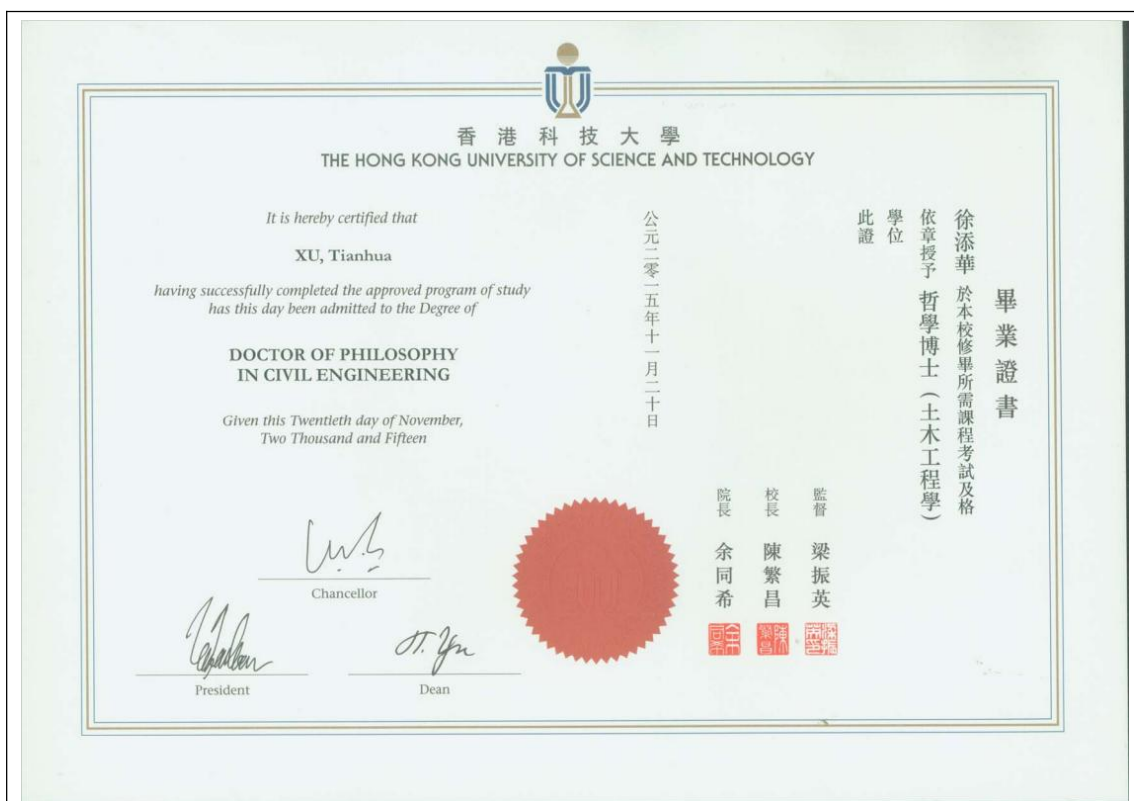 香港科技大學
THE HONG KONG UNIVERSITY OF SCIENCE AND TECHNOLOGY
It is hereby certified that
XU, Tianhua
having successfully completed the approved program of study
has this day been admitted to the Degree of
DOCTOR OF PHILOSOPHY
IN CIVIL ENGINEERING
Given this Twentieth day of November,
Two Thousand and Fifteen
Chancellor
President
Dean
畢業證書
徐添華 於本校修畢所需課程考試及格
依章授予 哲學博士（土木工程學）
學位
此證
公元二零一五年十一月二十日
監督 梁振英
校長 陳繁昌
院長 余同希